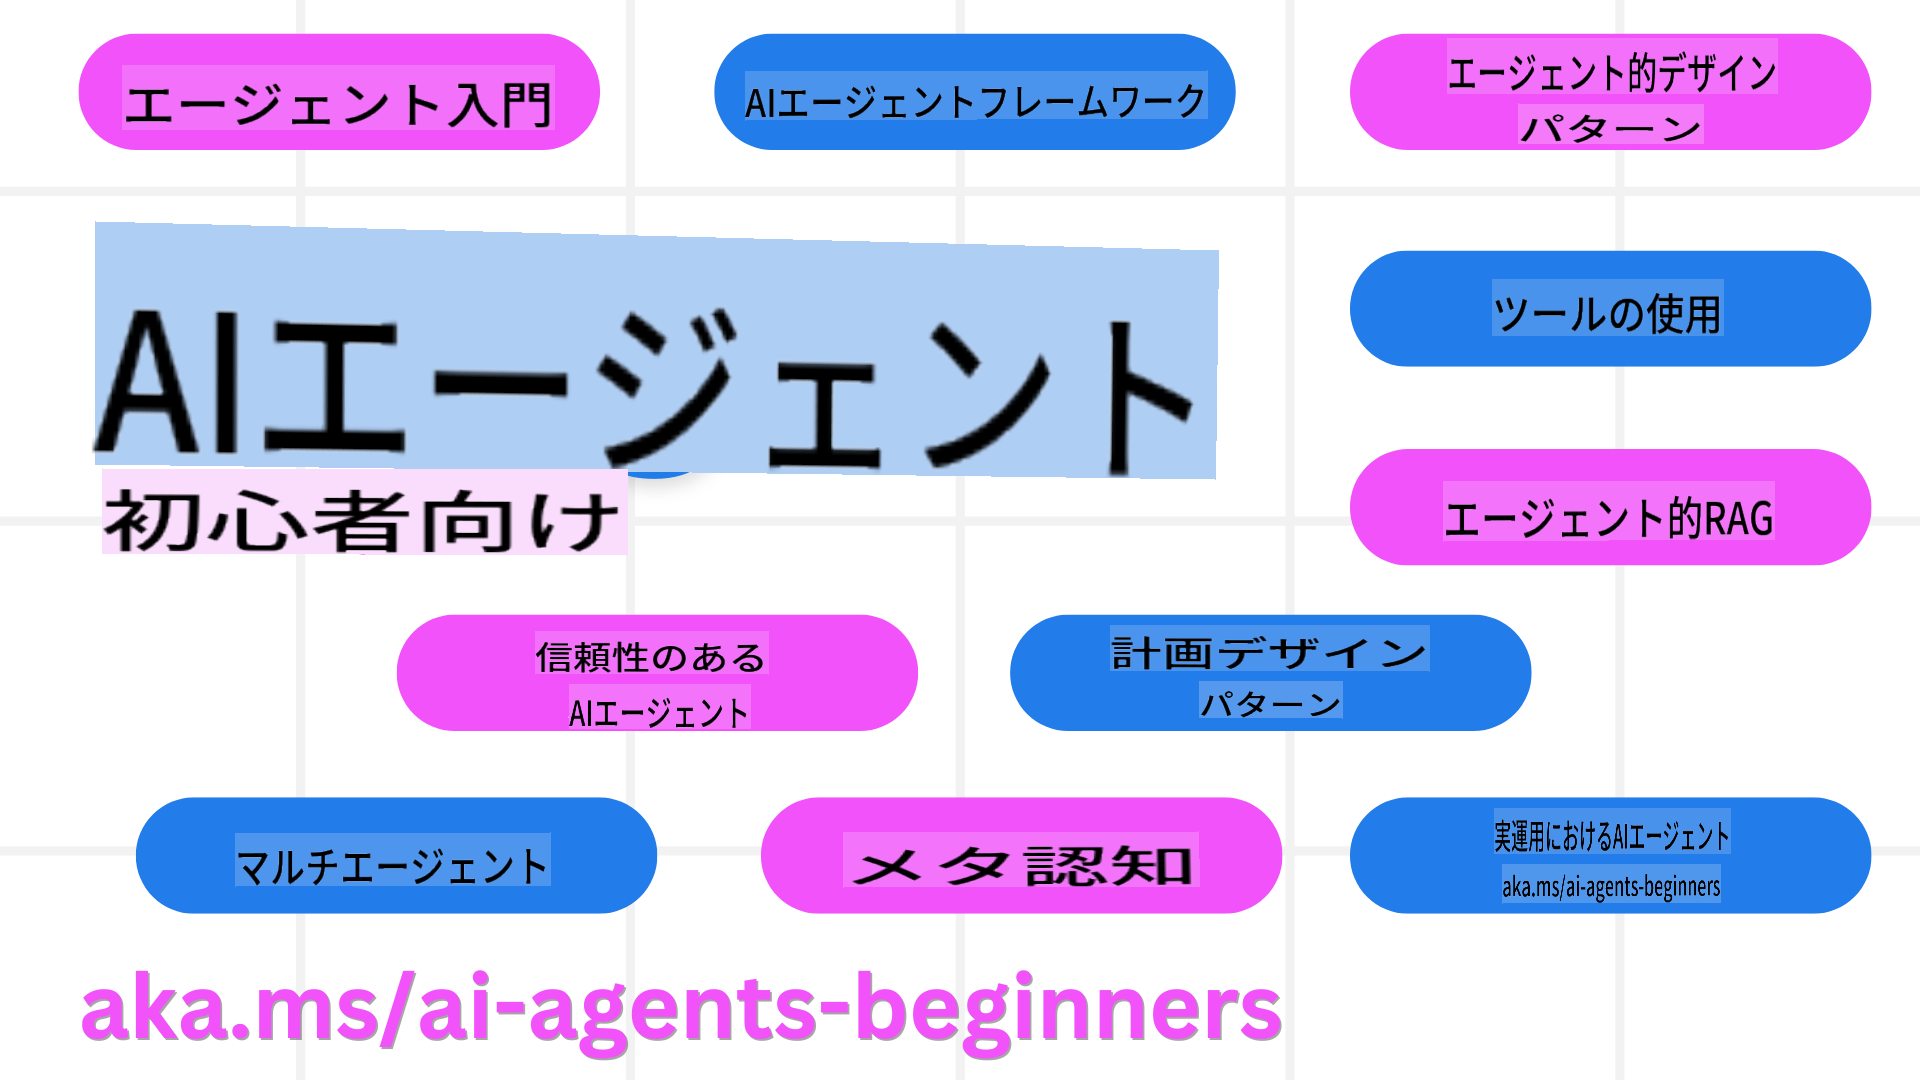 エージェント入門
AIエージェントフレームワーク
エージェント的デザイン
パターン
AIエージェント
初心者向け
ツールの使用
エージェント的RAG
信頼性のある
AIエージェント
計画デザイン
パターン
マルチエージェント
メタ認知
実運用におけるAIエージェント
aka.ms/ai-agents-beginners
aka.ms/ai-agents-beginners